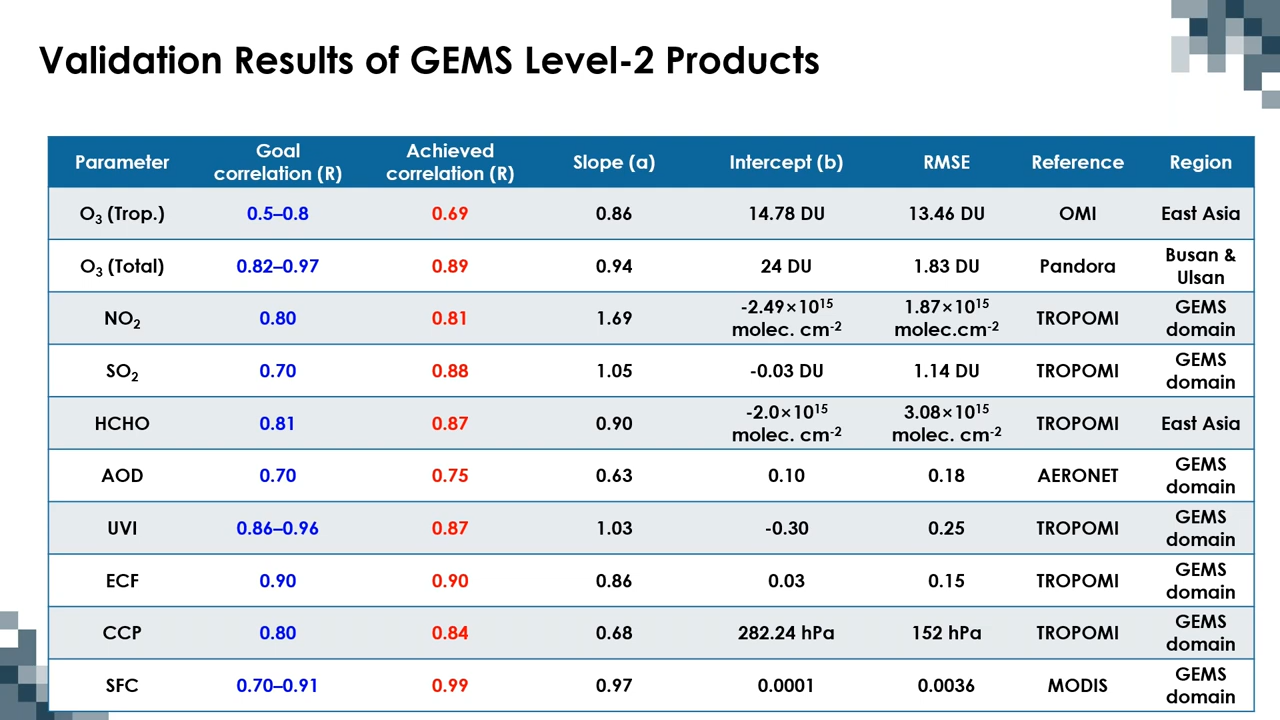 Validation Results of GEMS Level-2 Products
Parameter Goal correlation (R) Achieved correlation (R) Slope (a) Intercept (b) RMSE Reference Region
O₃ (Trop.) 0.5–0.8 0.69 0.86 14.78 DU 13.46 DU OMI East Asia
O₃ (Total) 0.82–0.97 0.89 0.94 24 DU 1.83 DU Pandora Busan & Ulsan
NO₂ 0.80 0.81 1.69 -2.49×10¹⁵ molec. cm⁻² 1.87×10¹⁵ molec.cm⁻² TROPOMI GEMS domain
SO₂ 0.70 0.88 1.05 -0.03 DU 1.14 DU TROPOMI GEMS domain
HCHO 0.81 0.87 0.90 -2.0×10¹⁵ molec. cm⁻² 3.08×10¹⁵ molec. cm⁻² TROPOMI East Asia
AOD 0.70 0.75 0.63 0.10 0.18 AERONET GEMS domain
UVI 0.86–0.96 0.87 1.03 -0.30 0.25 TROPOMI GEMS domain
ECF 0.90 0.90 0.86 0.03 0.15 TROPOMI GEMS domain
CCP 0.80 0.84 0.68 282.24 hPa 152 hPa TROPOMI GEMS domain
SFC 0.70–0.91 0.99 0.97 0.0001 0.0036 MODIS GEMS domain